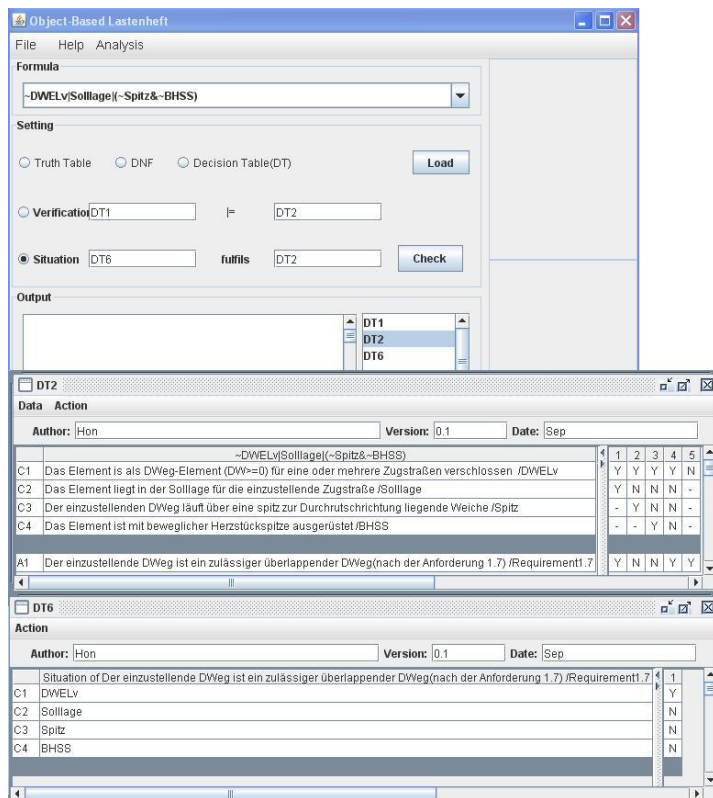 Object-Based Lastenheft
File Help Analysis
Formula
~DWELv|Solllage|(~Spitz&~BHSS)
Setting
Truth Table DNF Decision Table(DT) Load
Verification DT1 |= DT2
Situation DT6 fulfils DT2 Check
Output
DT1
DT2
DT6
DT2
Data Action
Author: Hon Version: 0.1 Date: Sep
~DWELv|Solllage|(~Spitz&~BHSS) 1 2 3 4 5
C1 Das Element is als DWeg-Element (DW>=0) für eine oder mehrere Zugstraßen verschlossen /DWELv Y Y Y Y N
C2 Das Element liegt in der Solllage für die einzustellende Zugstraße /Solllage Y N N N -
C3 Der einzustellenden DWeg läuft über eine spitz zur Durchrutschrichtung liegende Weiche /Spitz - Y N N -
C4 Das Element ist mit beweglicher Herzstückspitze ausgerüstet /BHSS - - Y N -
A1 Der einzustellende DWeg ist ein zulässiger überlappender DWeg(nach der Anforderung 1.7) /Requirement1.7 Y N N Y Y
DT6
Action
Author: Hon Version: 0.1 Date: Sep
Situation of Der einzustellende DWeg ist ein zulässiger überlappender DWeg(nach der Anforderung 1.7) /Requirement1.7 1
C1 DWELv Y
C2 Solllage N
C3 Spitz N
C4 BHSS N